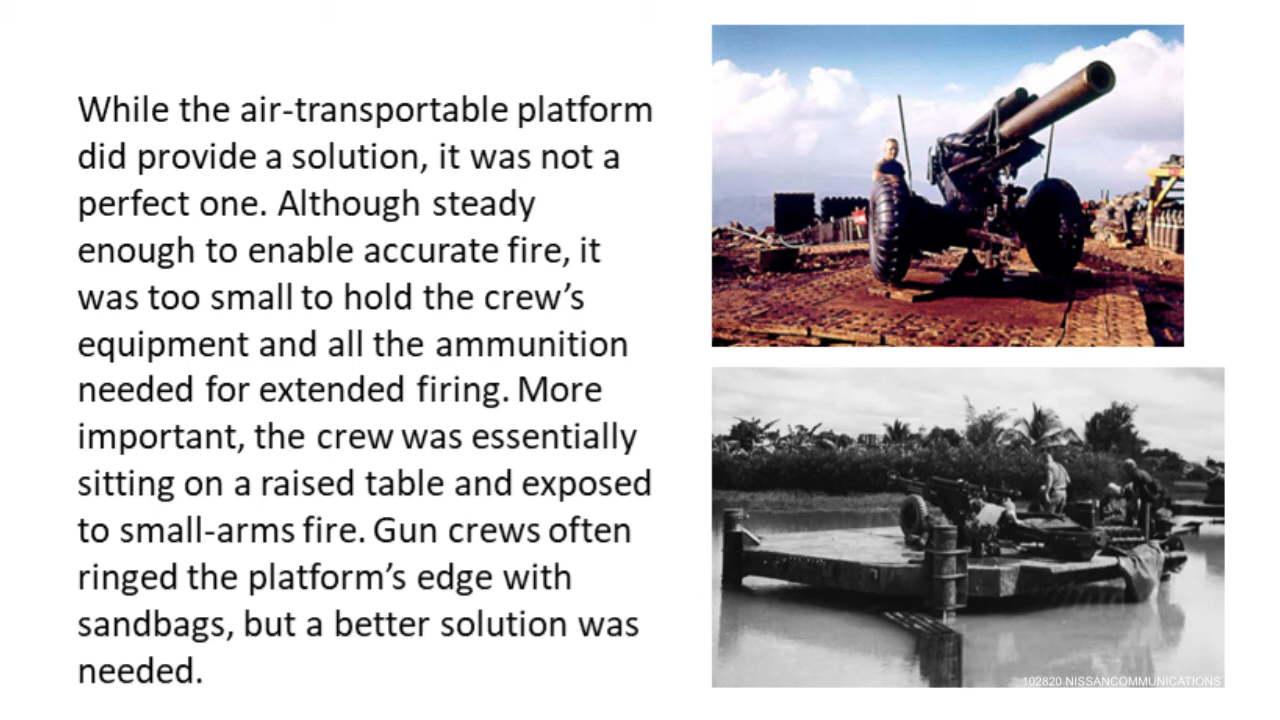 While the air-transportable platform
did provide a solution, it was not a
perfect one. Although steady
enough to enable accurate fire, it
was too small to hold the crew’s
equipment and all the ammunition
needed for extended firing. More
important, the crew was essentially
sitting on a raised table and exposed
to small-arms fire. Gun crews often
ringed the platform’s edge with
sandbags, but a better solution was
needed.
102820 NISSANCOMMUNICATIONS